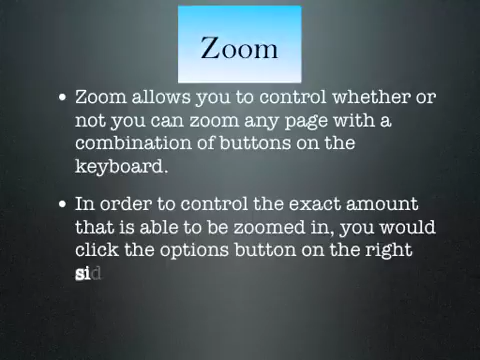 Zoom
• Zoom allows you to control whether or
not you can zoom any page with a
combination of buttons on the
keyboard.
• In order to control the exact amount
that is able to be zoomed in, you would
click the options button on the right
sid